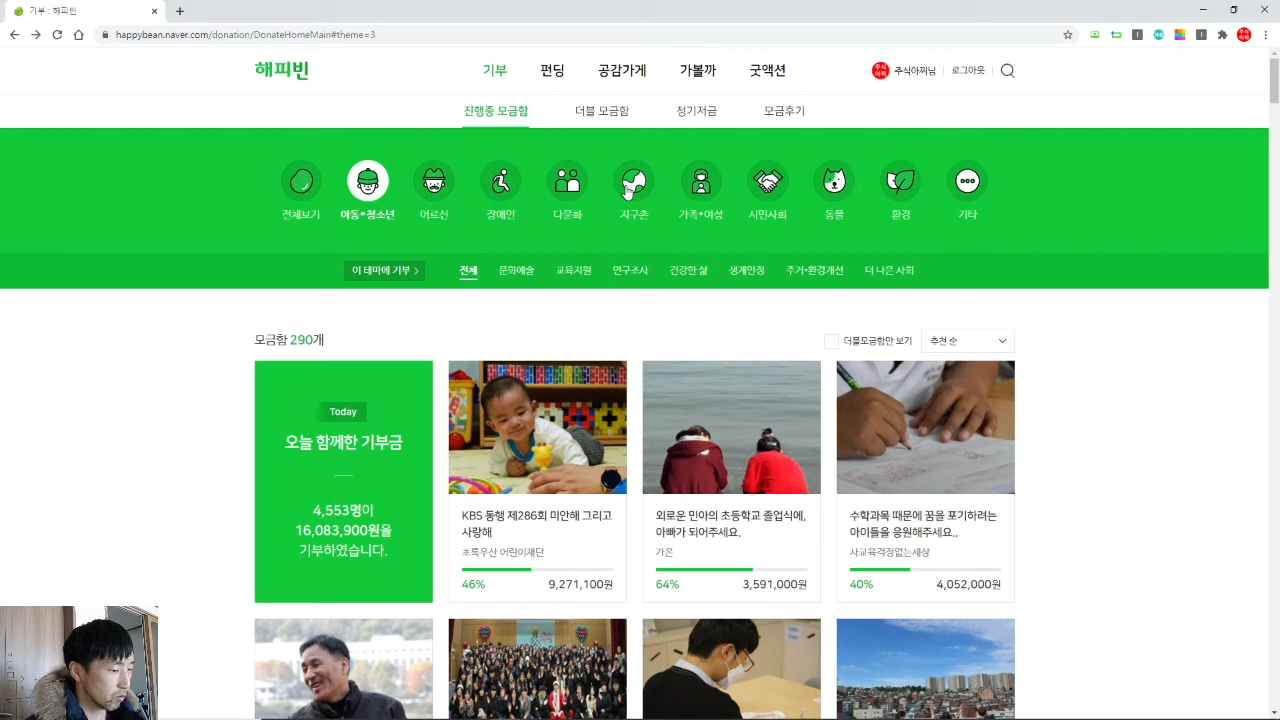 기부 : 해피빈
happybean.naver.com/donation/DonateHomeMain#theme=3
해피빈
기부 펀딩 공감가게 가볼까 굿액션
주식아찌님 로그아웃
진행중 모금함 더블 모금함 정기저금 모금후기
전체보기 아동•청소년 어르신 장애인 다문화 지구촌 가족•여성 시민사회 동물 환경 기타
이 테마에 기부 >
전체 문화예술 교육지원 연구조사 건강한 삶 생계안정 주거•환경개선 더 나은 사회
모금함 290개
더블모금함만 보기
추천 순
Today
오늘 함께한 기부금
4,553명이
16,083,900원을
기부하였습니다.
KBS 동행 제286회 미안해 그리고
사랑해
초록우산 어린이재단
46% 9,271,100원
외로운 민아의 초등학교 졸업식에,
아빠가 되어주세요.
가온
64% 3,591,000원
수학과목 때문에 꿈을 포기하려는
아이들을 응원해주세요..
사교육걱정없는세상
40% 4,052,000원